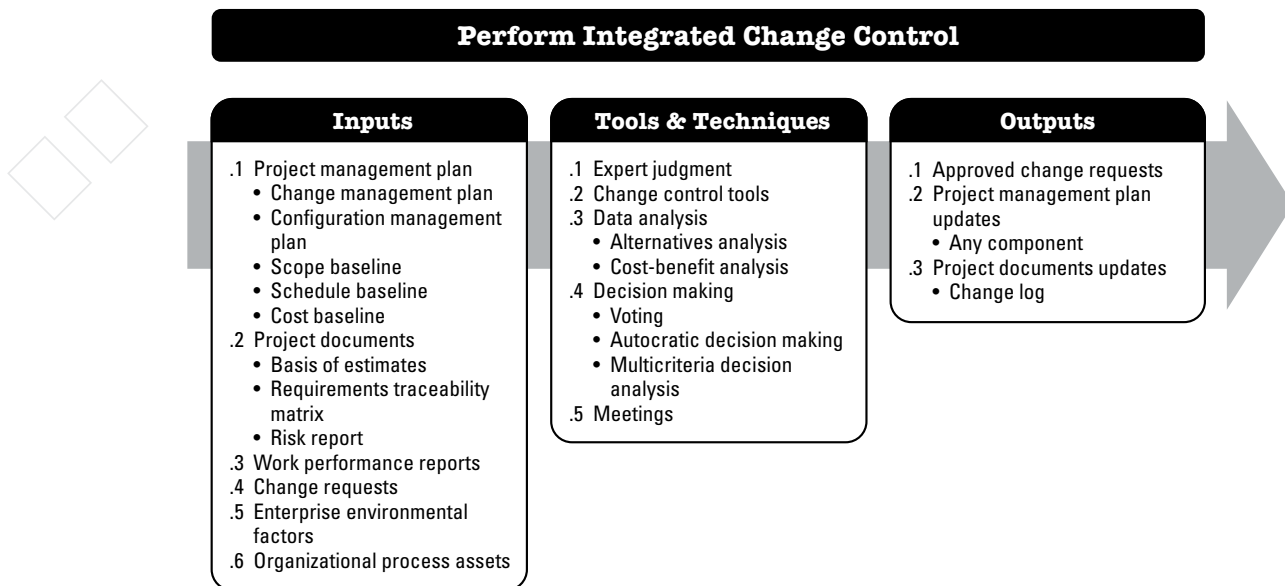 Perform Integrated Change Control
Inputs
.1 Project management plan
• Change management plan
• Configuration management
plan
• Scope baseline
• Schedule baseline
• Cost baseline
.2 Project documents
• Basis of estimates
• Requirements traceability
matrix
• Risk report
.3 Work performance reports
.4 Change requests
.5 Enterprise environmental
factors
.6 Organizational process assets
Tools & Techniques
.1 Expert judgment
.2 Change control tools
.3 Data analysis
• Alternatives analysis
• Cost-benefit analysis
.4 Decision making
• Voting
• Autocratic decision making
• Multicriteria decision
analysis
.5 Meetings
Outputs
.1 Approved change requests
.2 Project management plan
updates
• Any component
.3 Project documents updates
• Change log